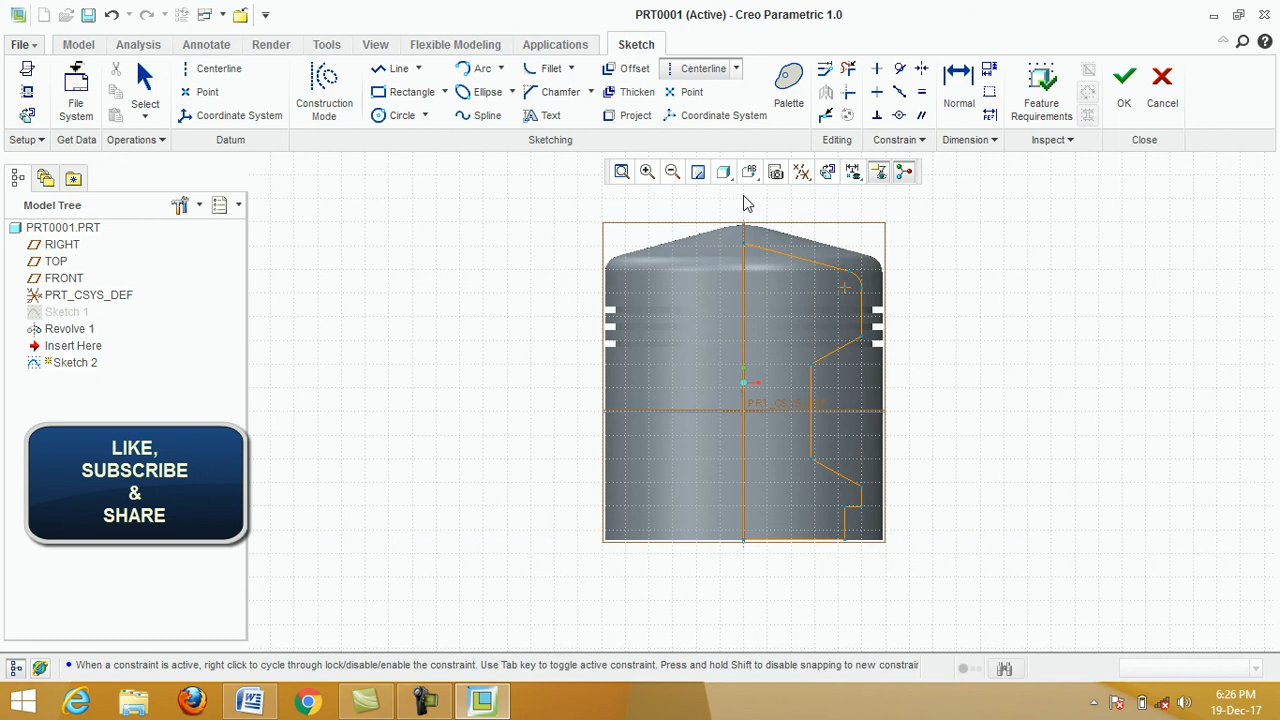 PRT0001 (Active) - Creo Parametric 1.0
File Model Analysis Annotate Render Tools View Flexible Modeling Applications Sketch
Centerline Line Arc Fillet Offset Centerline
Point Rectangle Ellipse Chamfer Thicken Point
Coordinate System Circle Spline Text Project Coordinate System
File System
Select
Construction Mode
Palette
Normal
Feature Requirements
OK Cancel
Setup Get Data Operations Datum Sketching Editing Constrain Dimension Inspect Close
Model Tree
PRT0001.PRT
RIGHT
TOP
FRONT
PRT_CSYS_DEF
Sketch 1
Revolve 1
Insert Here
Sketch 2
LIKE,
SUBSCRIBE
&
SHARE
When a constraint is active, right click to cycle through lock/disable/enable the constraint. Use Tab key to toggle active constraint. Press and hold Shift to disable snapping to new constrair
6:26 PM
19-Dec-17